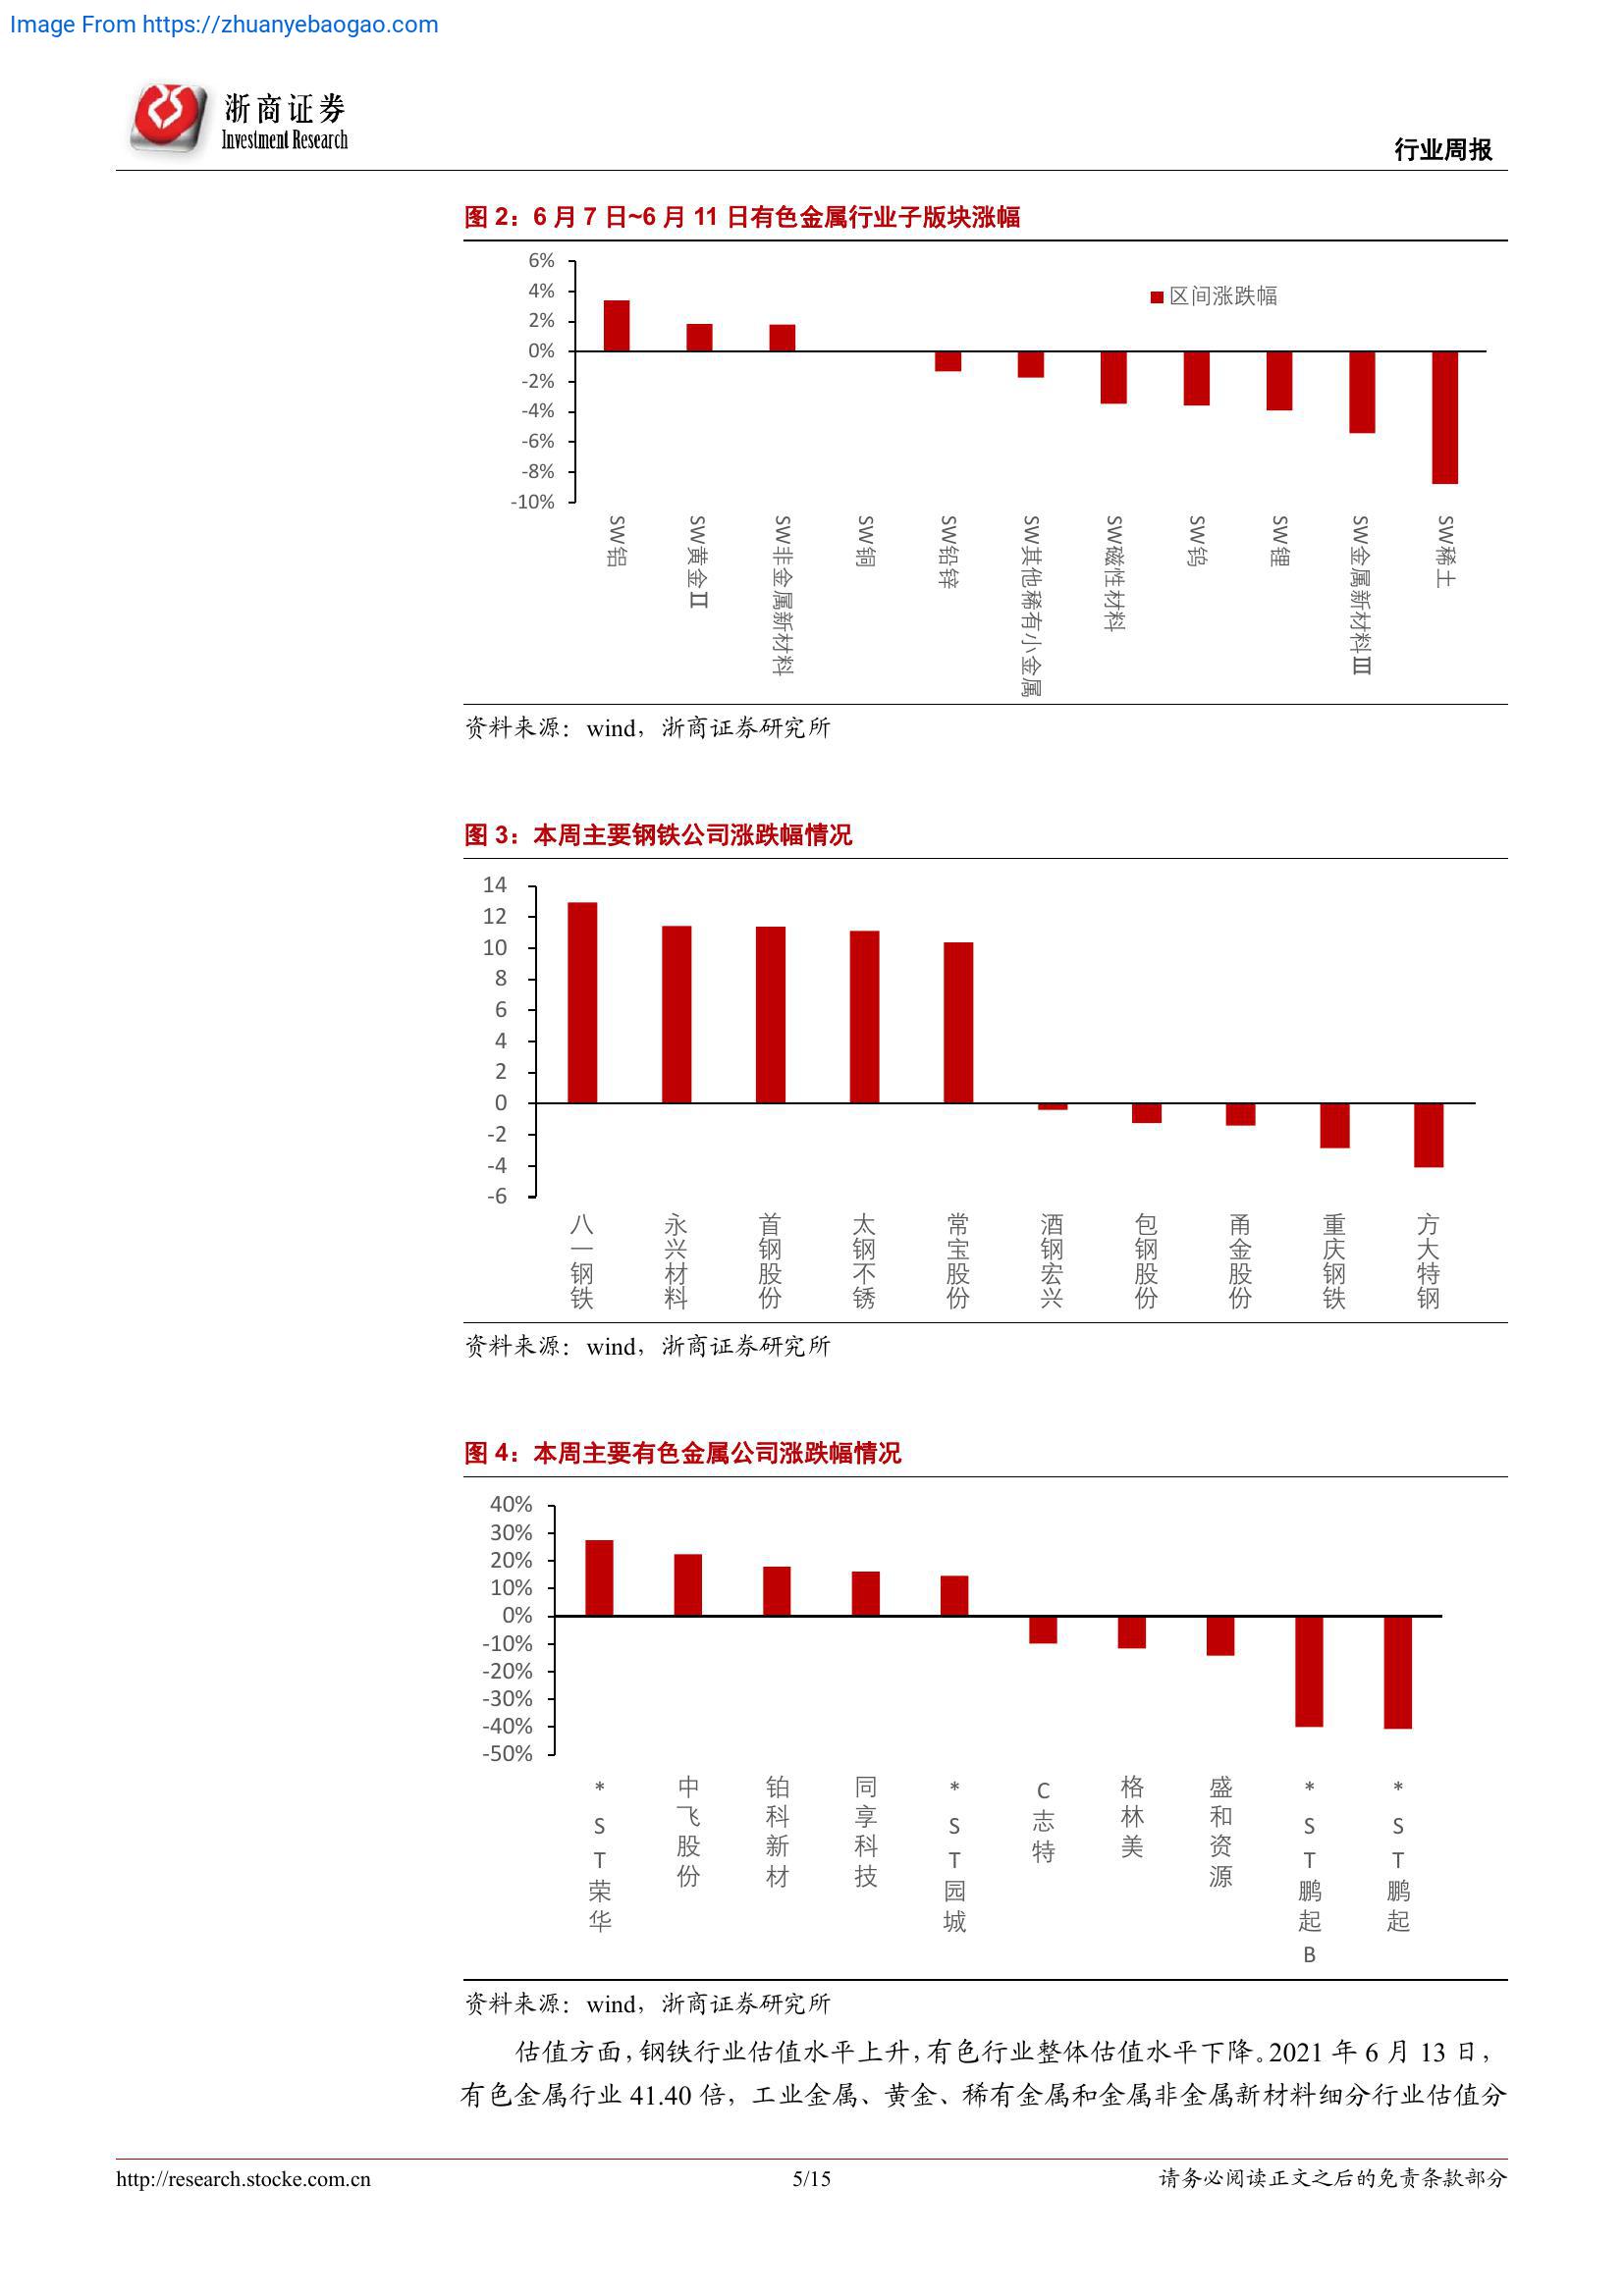 Image From https://zhuanyebaogao.com
浙商证券
Investment Research
行业周报
图 2：6 月 7 日~6 月 11 日有色金属行业子版块涨幅
6%
4%
2%
0%
-2%
-4%
-6%
-8%
-10%
区间涨跌幅
SW铝
SW黄金Ⅱ
SW非金属新材料
SW铜
SW铅锌
SW其他稀有小金属
SW磁性材料
SW钨
SW锂
SW金属新材料Ⅲ
SW稀土
资料来源：wind，浙商证券研究所
图 3：本周主要钢铁公司涨跌幅情况
14
12
10
8
6
4
2
0
-2
-4
-6
八一钢铁
永兴材料
首钢股份
太钢不锈
常宝股份
酒钢宏兴
包钢股份
甬金股份
重庆钢铁
方大特钢
资料来源：wind，浙商证券研究所
图 4：本周主要有色金属公司涨跌幅情况
40%
30%
20%
10%
0%
-10%
-20%
-30%
-40%
-50%
*ST荣华
中飞股份
铂科新材
同享科技
*ST园城
C志特
格林美
盛和资源
*ST鹏起B
*ST鹏起
资料来源：wind，浙商证券研究所
估值方面，钢铁行业估值水平上升，有色行业整体估值水平下降。2021 年 6 月 13 日，
有色金属行业 41.40 倍，工业金属、黄金、稀有金属和金属非金属新材料细分行业估值分
http://research.stocke.com.cn
5/15
请务必阅读正文之后的免责条款部分